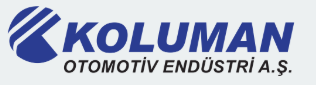 KOLUMAN
OTOMOTİV ENDÜSTRİ A.Ş.